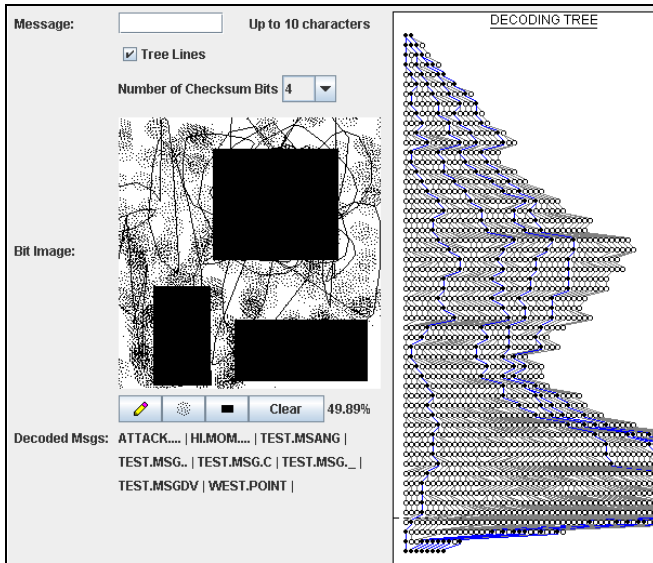 Message: Up to 10 characters
Tree Lines
Number of Checksum Bits 4
Bit Image:
Clear 49.89%
Decoded Msgs: ATTACK.... | HI.MOM.... | TEST.MSANG |
TEST.MSG.. | TEST.MSG.C | TEST.MSG._ |
TEST.MSGDV | WEST.POINT |
DECODING TREE